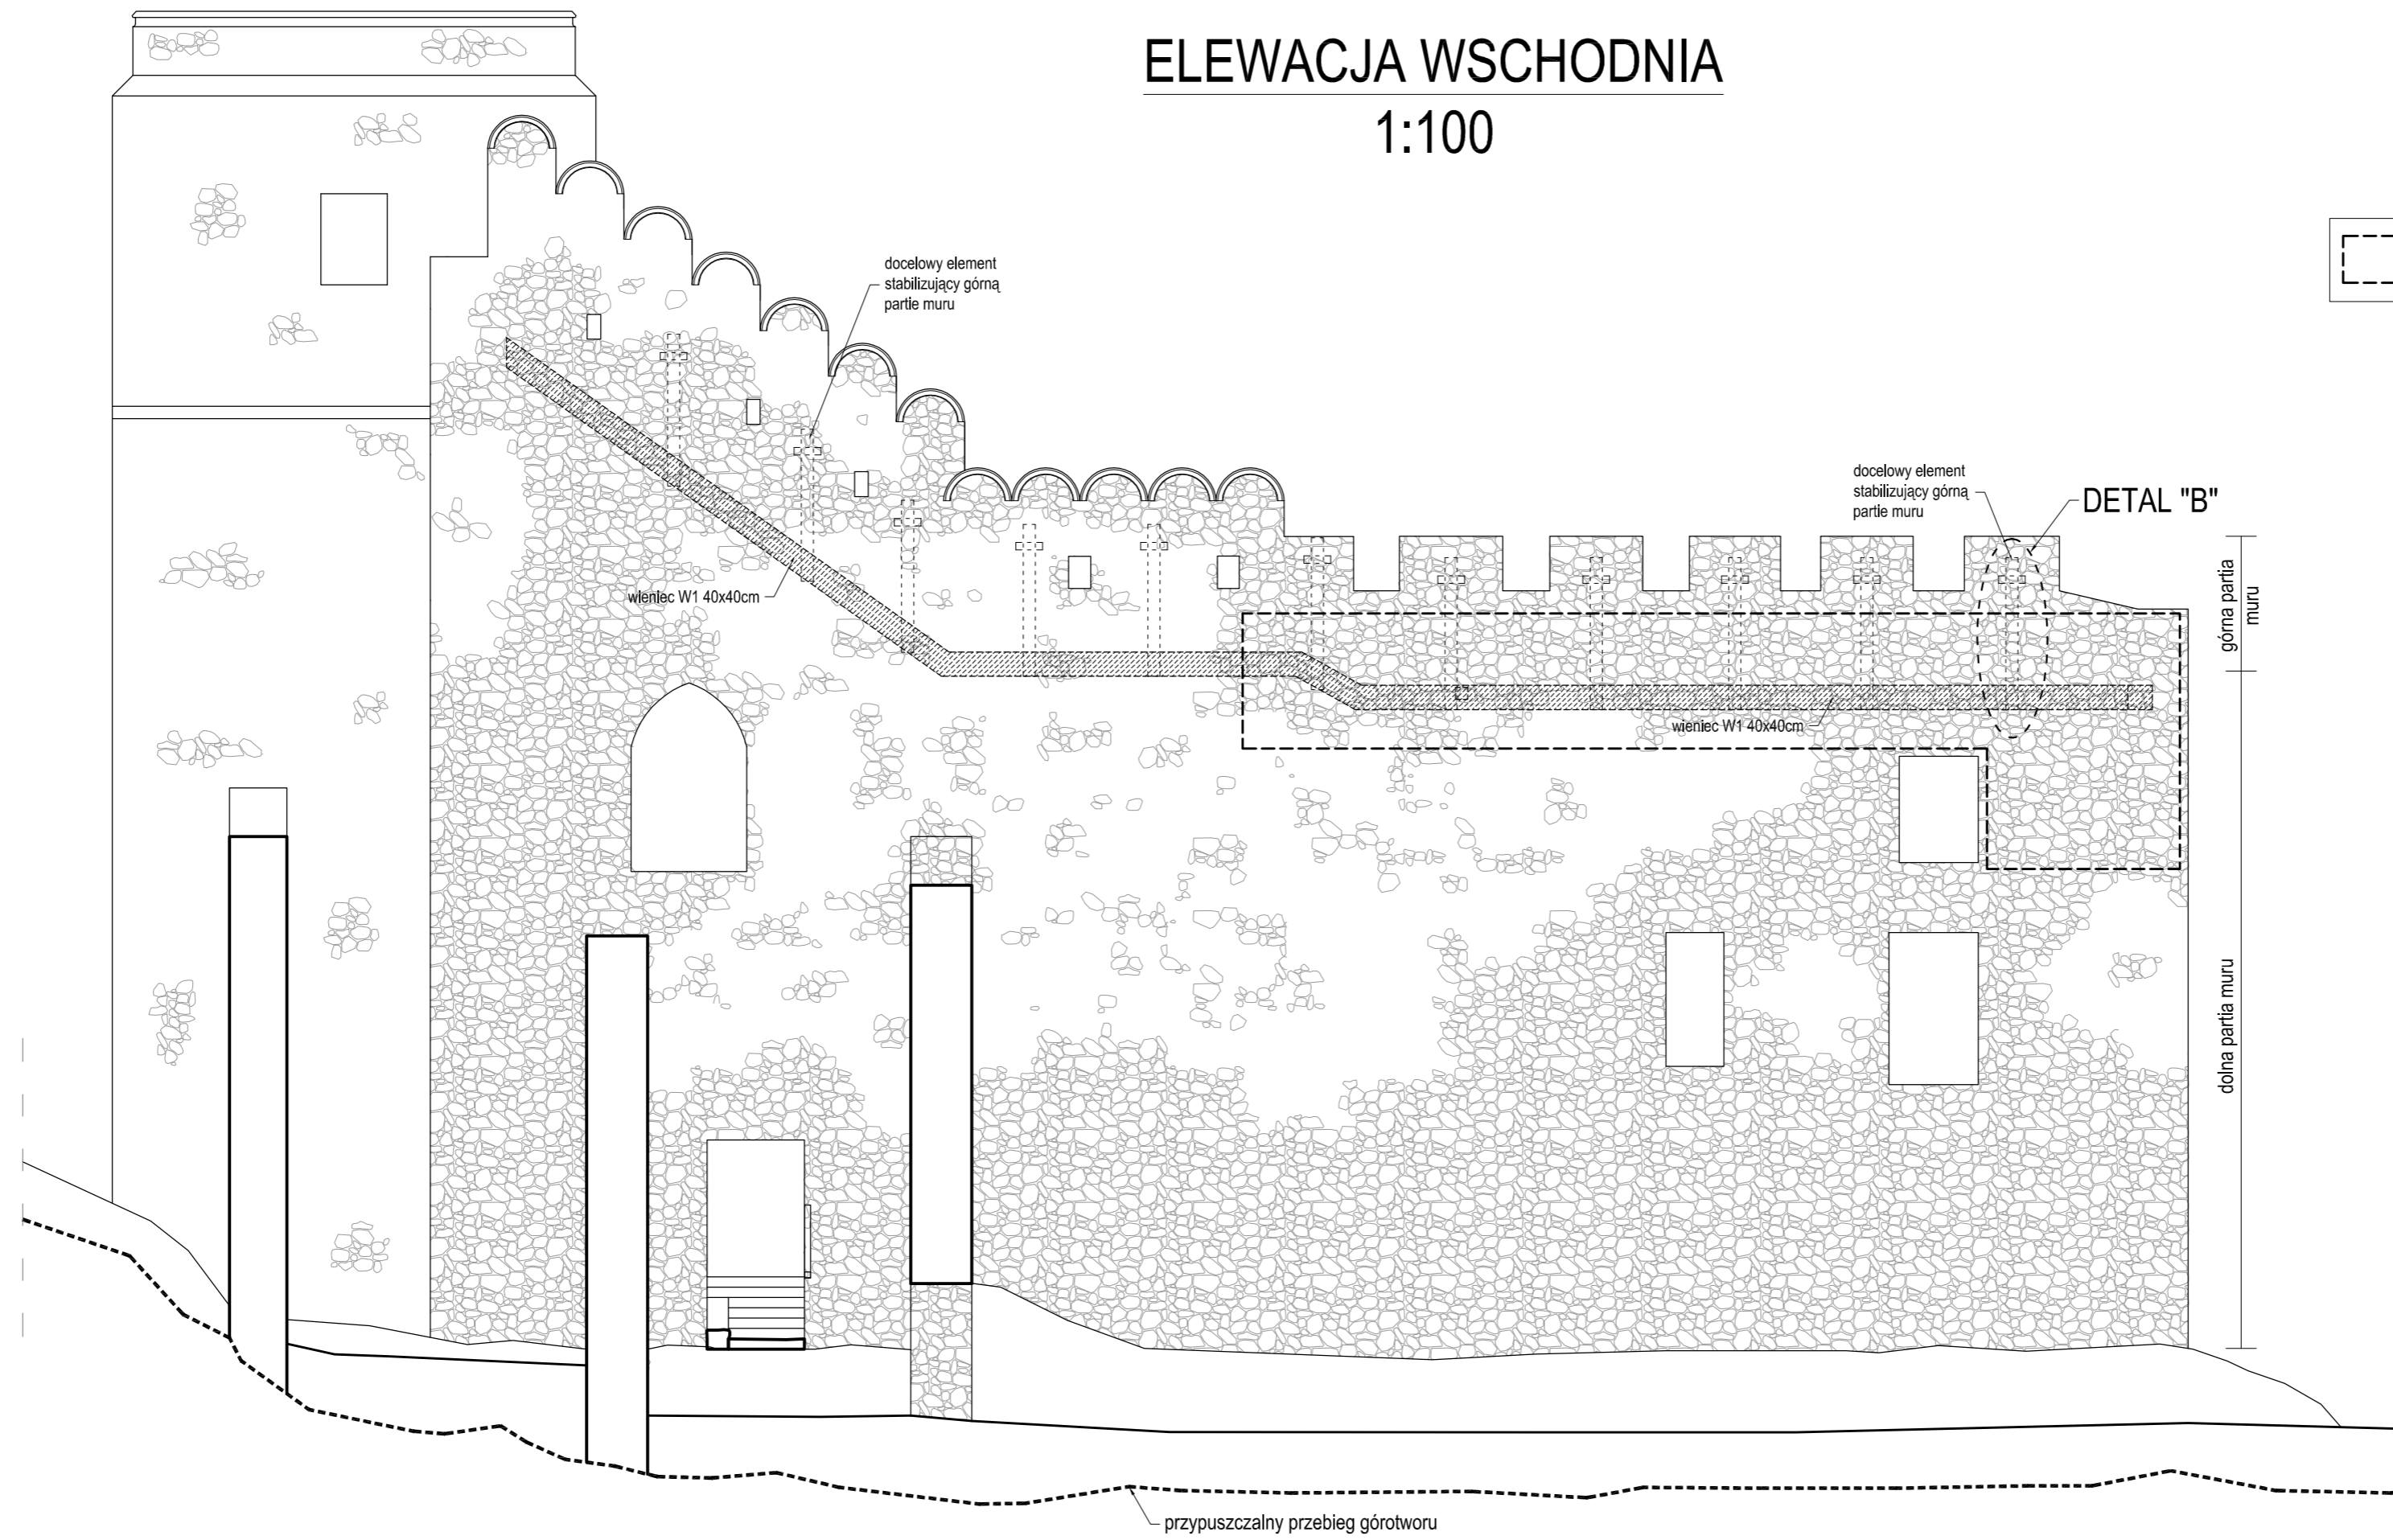 ELEWACJA WSCHODNIA
1:100
docelowy element
stabilizujący górną
partie muru
wieniec W1 40x40cm
docelowy element
stabilizujący górną
partie muru
DETAL "B"
górna partia
muru
wieniec W1 40x40cm
dolna partia muru
przypuszczalny przebieg górotworu